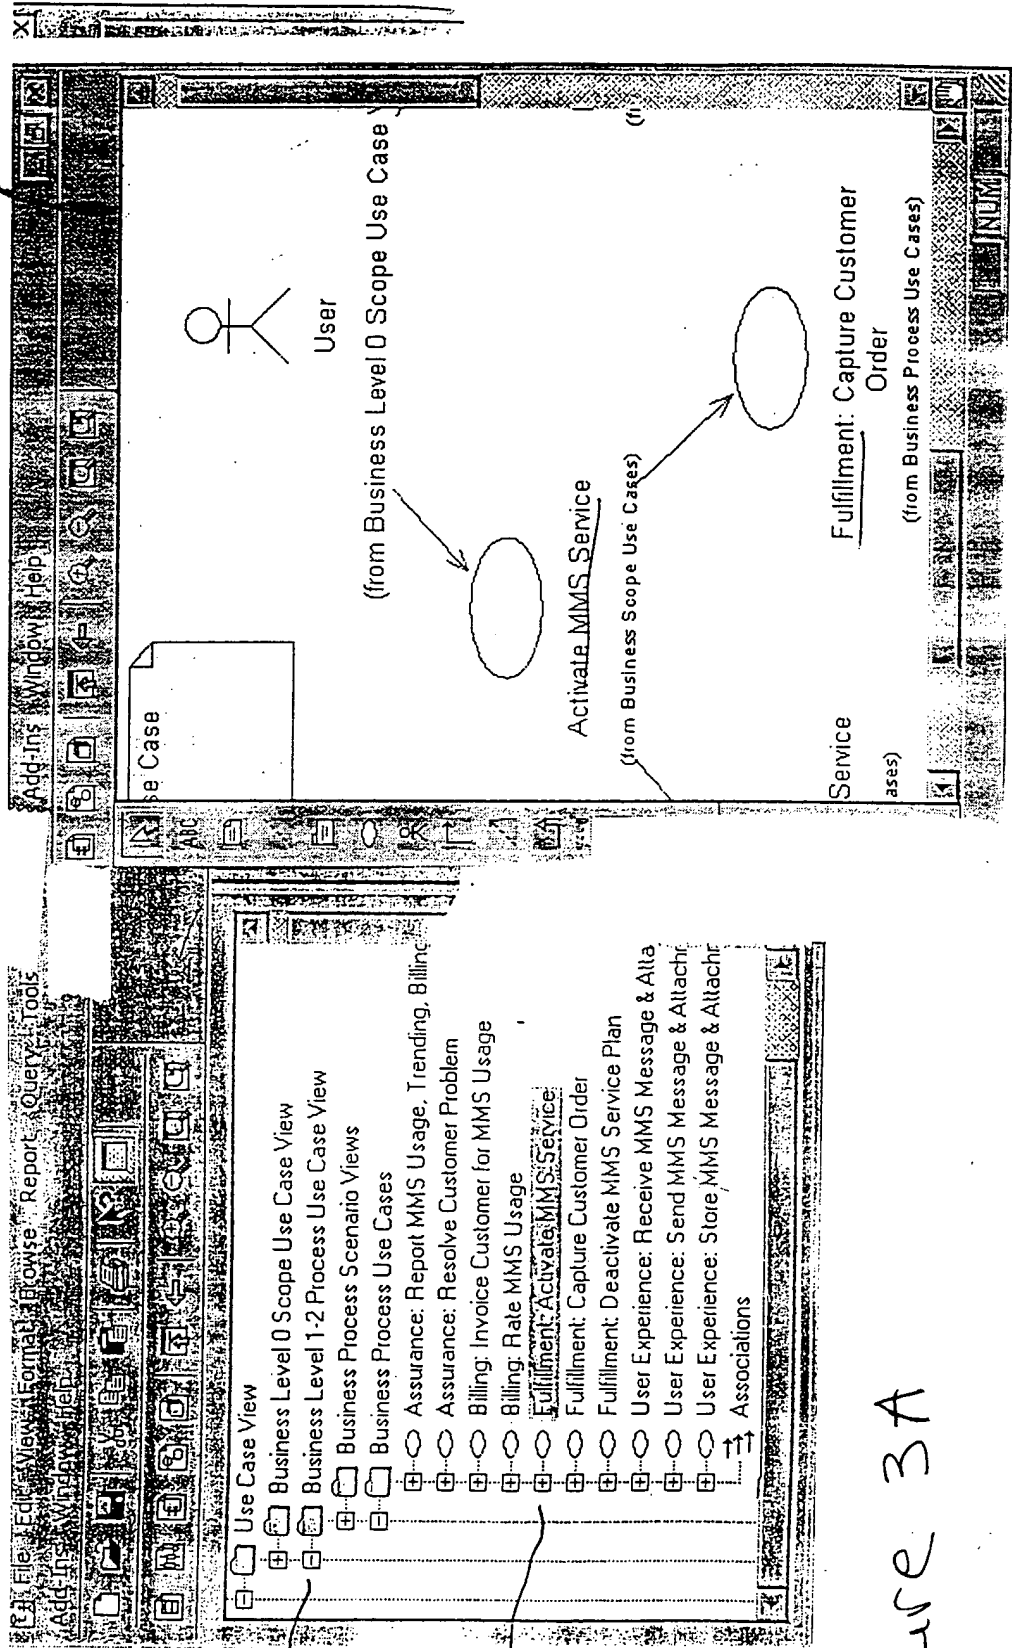 File Edit View Format Browse Report Query Tools
Add-Ins Window Help
Use Case View
Business Level 0 Scope Use Case View
Business Level 1-2 Process Use Case View
Business Process Scenario Views
Business Process Use Cases
Assurance: Report MMS Usage, Trending, Billing
Assurance: Resolve Customer Problem
Billing: Invoice Customer for MMS Usage
Billing: Rate MMS Usage
Fulfillment: Activate MMS Service
Fulfillment: Capture Customer Order
Fulfillment: Deactivate MMS Service Plan
User Experience: Receive MMS Message & Atta
User Experience: Send MMS Message & Attachr
User Experience: Store MMS Message & Attachr
Associations
Add-Ins Window Help
ABC
se Case
User
(from Business Level 0 Scope Use Case
Activate MMS Service
(from Business Scope Use Cases)
Service
ases)
Fulfillment: Capture Customer
Order
(from Business Process Use Cases)
(fi
NUM
ure 3A